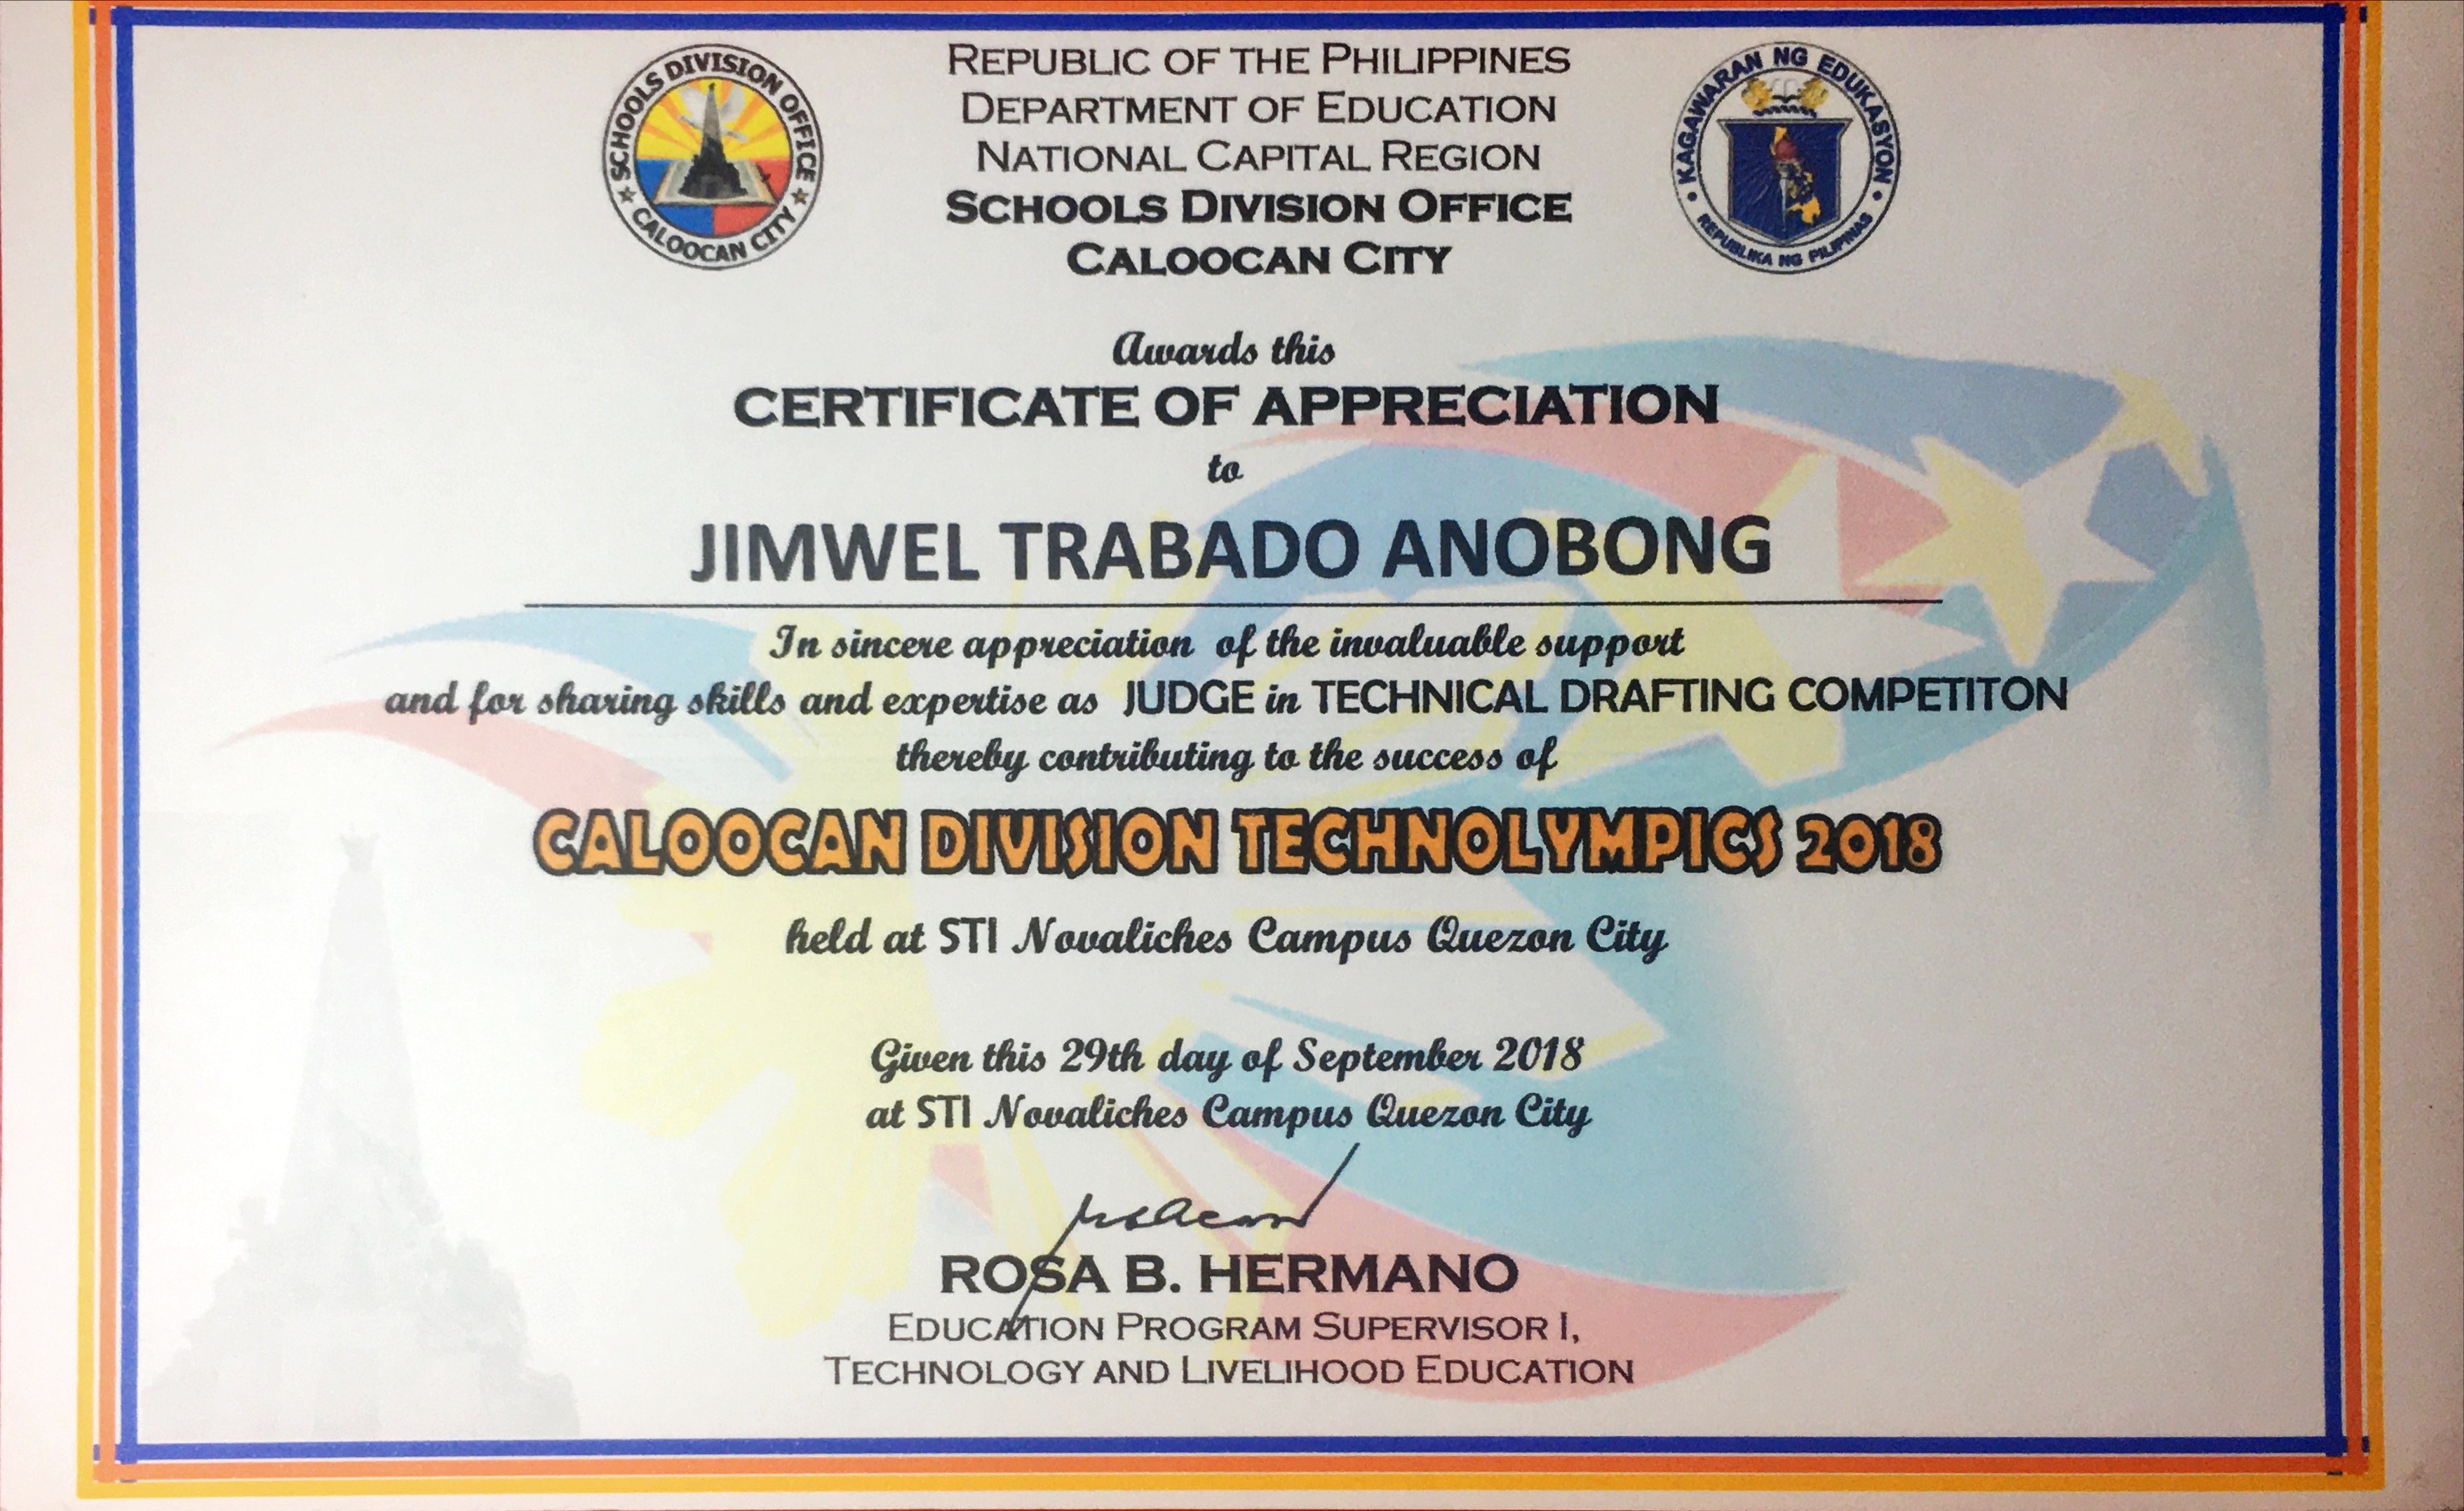 SCHOOLS DIVISION OFFICE
CALOOCAN CITY
REPUBLIC OF THE PHILIPPINES
DEPARTMENT OF EDUCATION
NATIONAL CAPITAL REGION
SCHOOLS DIVISION OFFICE
CALOOCAN CITY
KAGAWARAN NG EDUKASYON
REPUBLIKA NG PILIPINAS
Awards this
CERTIFICATE OF APPRECIATION
to
JIMWEL TRABADO ANOBONG
In sincere appreciation of the invaluable support
and for sharing skills and expertise as JUDGE in TECHNICAL DRAFTING COMPETITON
thereby contributing to the success of
CALOOCAN DIVISION TECHNOLYMPICS 2018
held at STI Novaliches Campus Quezon City
Given this 29th day of September 2018
at STI Novaliches Campus Quezon City
ROSA B. HERMANO
EDUCATION PROGRAM SUPERVISOR I,
TECHNOLOGY AND LIVELIHOOD EDUCATION